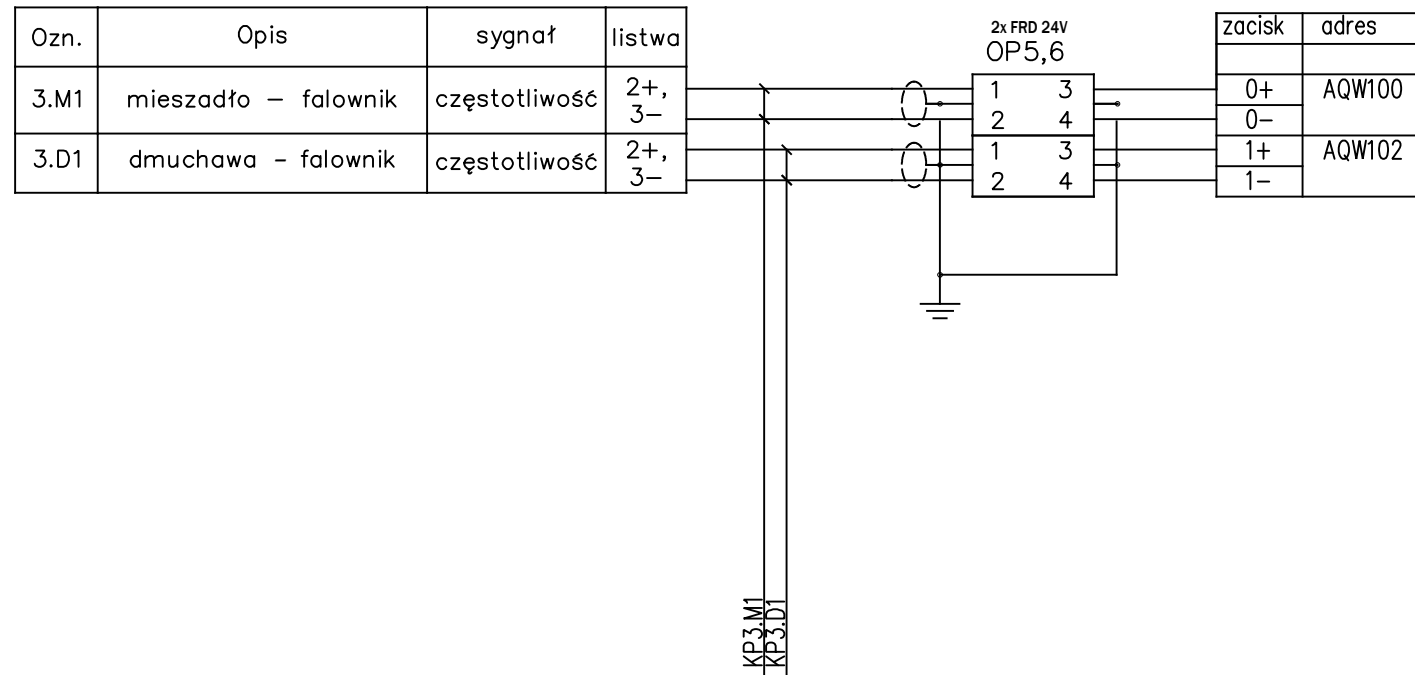 Ozn. Opis sygnał listwa
3.M1 mieszadło – falownik częstotliwość 2+,
3–
3.D1 dmuchawa – falownik częstotliwość 2+,
3–
2x FRD 24V
OP5,6
1 3
2 4
1 3
2 4
zacisk adres
0+ AQW100
0–
1+ AQW102
1–
KP3.M1
KP3.D1